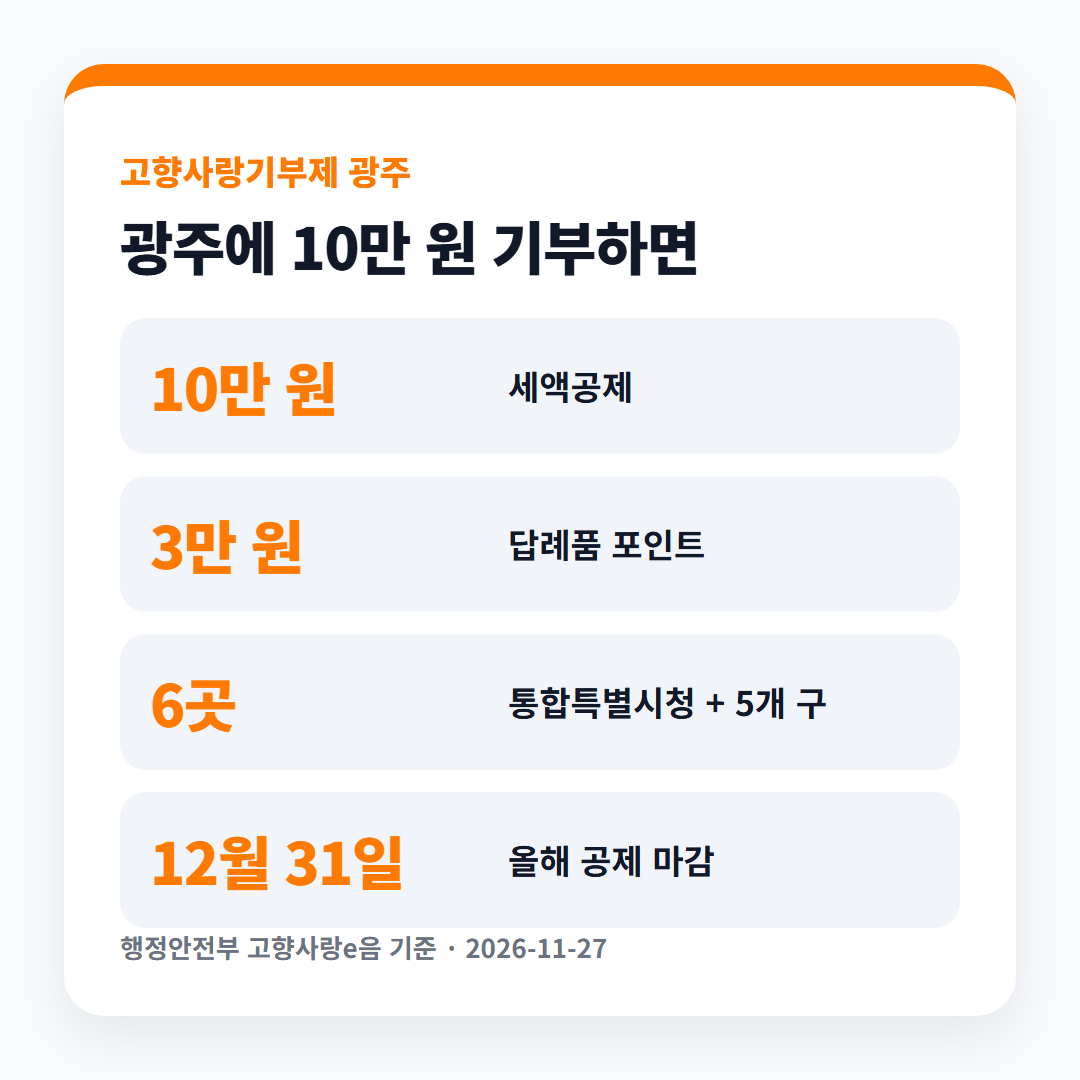 고향사랑기부제 광주
광주에 10만 원 기부하면
10만 원 세액공제
3만 원 답례품 포인트
6곳 통합특별시청 + 5개 구
12월 31일 올해 공제 마감
행정안전부 고향사랑e음 기준 · 2026-11-27